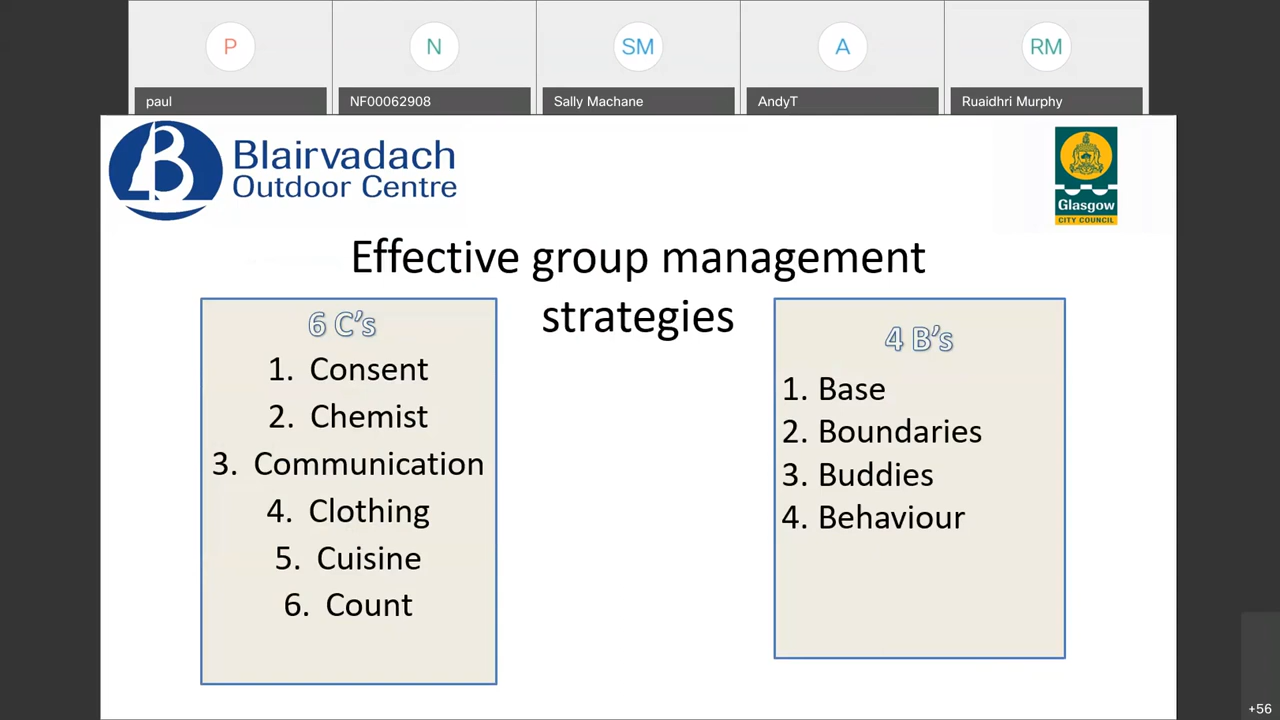 P
N
SM
A
RM
paul
NF00062908
Sally Machane
AndyT
Ruaidhri Murphy
B
Blairvadach
Outdoor Centre
Glasgow
CITY COUNCIL
Effective group management
strategies
6 C's
1. Consent
2. Chemist
3. Communication
4. Clothing
5. Cuisine
6. Count
4 B's
1. Base
2. Boundaries
3. Buddies
4. Behaviour
+56